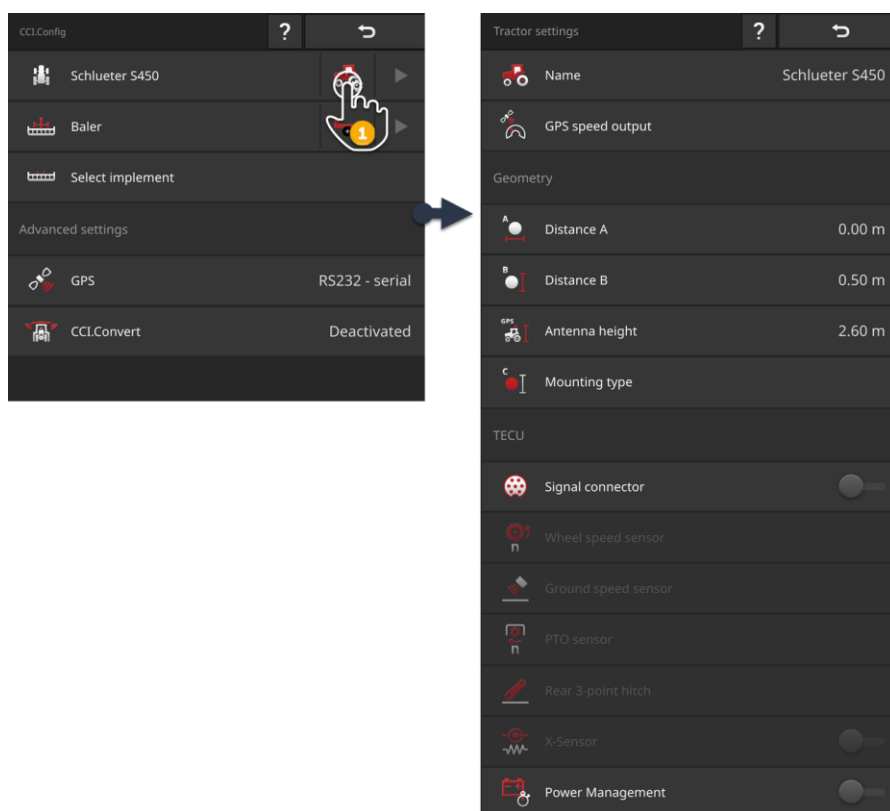 CCI.Config
?
Schlueter S450
Baler
1
Select implement
Advanced settings
GPS RS232 - serial
CCI.Convert Deactivated
Tractor settings
?
Name Schlueter S450
GPS speed output
Geometry
A
Distance A 0.00 m
B
Distance B 0.50 m
GPS
Antenna height 2.60 m
C
Mounting type
TECU
Signal connector
n
Wheel speed sensor
Ground speed sensor
n
PTO sensor
Rear 3-point hitch
X-Sensor
Power Management